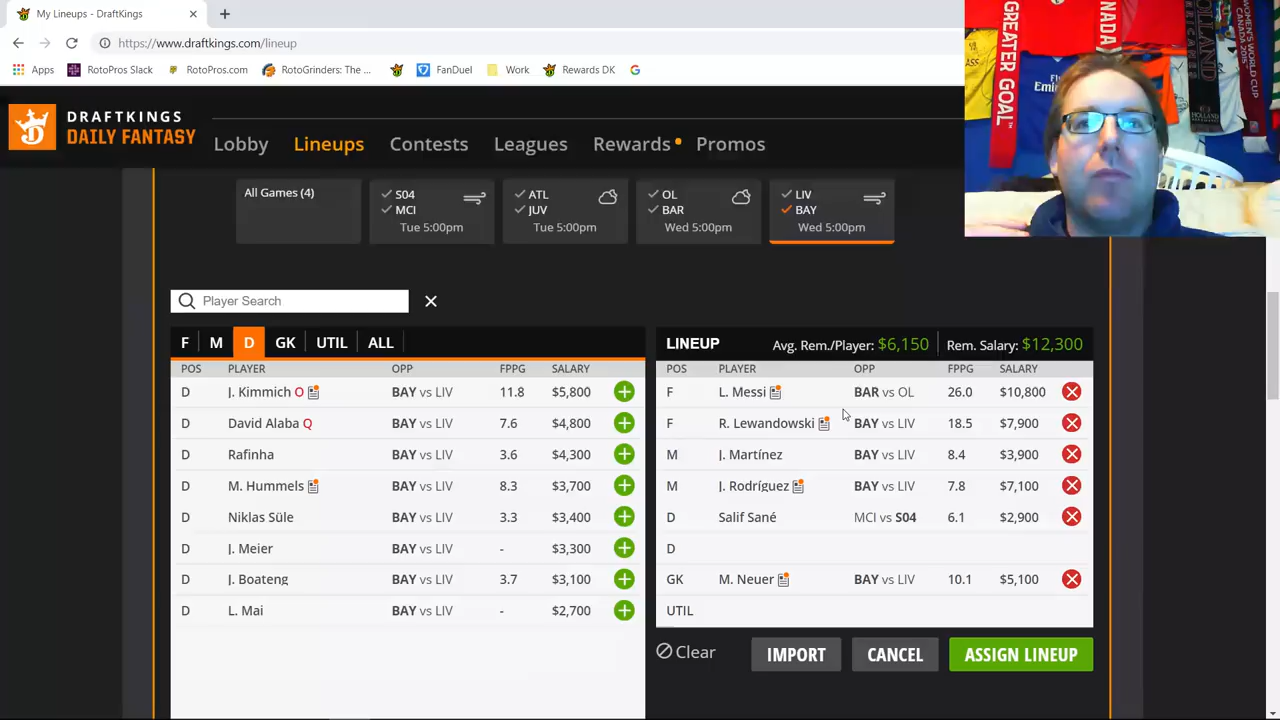 My Lineups - DraftKings
https://www.draftkings.com/lineup
Apps RotoPros Slack RotoPros.com RotoGrinders: The ... FanDuel Work Rewards DK
DRAFTKINGS
DAILY FANTASY
Lobby Lineups Contests Leagues Rewards Promos
All Games (4)
S04
MCI
Tue 5:00pm
ATL
JUV
Tue 5:00pm
OL
BAR
Wed 5:00pm
LIV
BAY
Wed 5:00pm
Player Search
F M D GK UTIL ALL
POS PLAYER OPP FPPG SALARY
D J. Kimmich O BAY vs LIV 11.8 $5,800
D David Alaba Q BAY vs LIV 7.6 $4,800
D Rafinha BAY vs LIV 3.6 $4,300
D M. Hummels BAY vs LIV 8.3 $3,700
D Niklas Süle BAY vs LIV 3.3 $3,400
D J. Meier BAY vs LIV - $3,300
D J. Boateng BAY vs LIV 3.7 $3,100
D L. Mai BAY vs LIV - $2,700
LINEUP Avg. Rem./Player: $6,150 Rem. Salary: $12,300
POS PLAYER OPP FPPG SALARY
F L. Messi BAR vs OL 26.0 $10,800
F R. Lewandowski BAY vs LIV 18.5 $7,900
M J. Martínez BAY vs LIV 8.4 $3,900
M J. Rodríguez BAY vs LIV 7.8 $7,100
D Salif Sané MCI vs S04 6.1 $2,900
D
GK M. Neuer BAY vs LIV 10.1 $5,100
UTIL
Clear IMPORT CANCEL ASSIGN LINEUP
GREATER GOAL
NADA
HOLLAND
WOMEN'S WORLD CUP
CANADA 2015